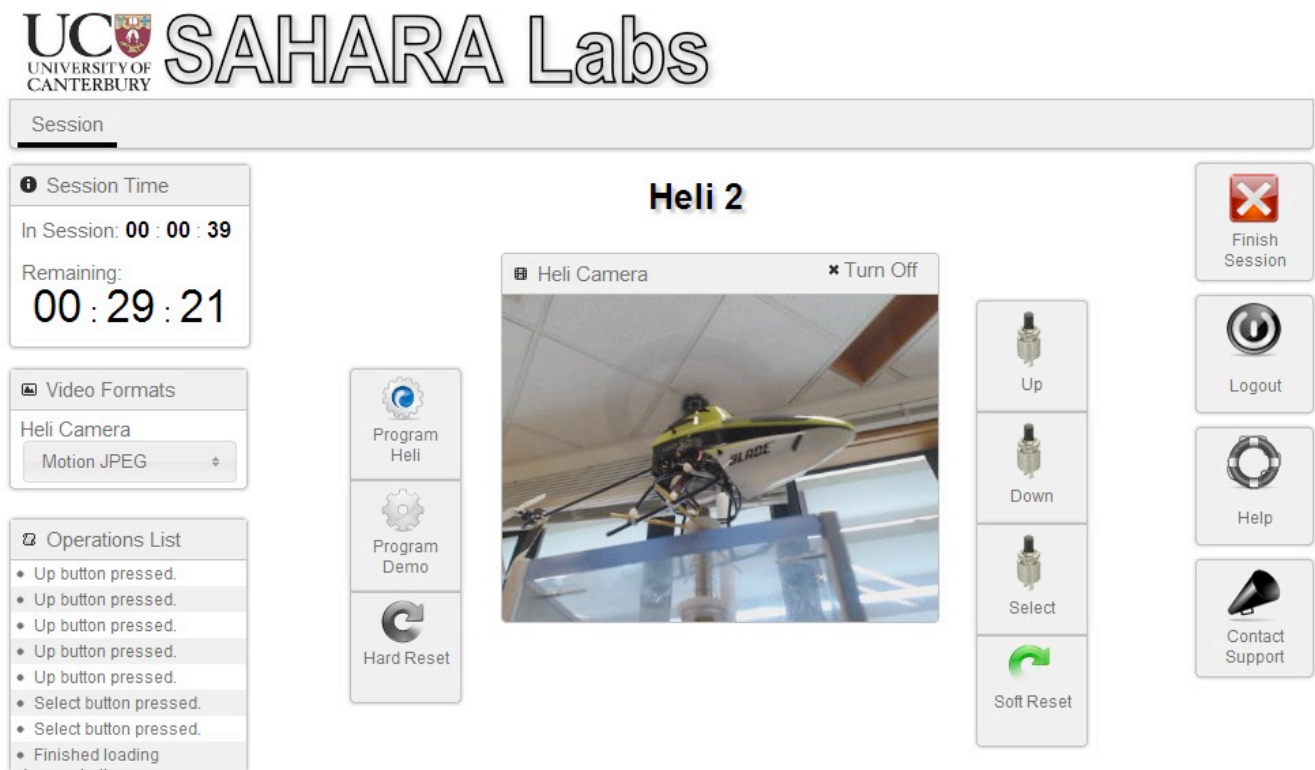 UC
UNIVERSITY OF
CANTERBURY
SAHARA Labs
Session
Session Time
In Session: 00 : 00 : 39
Remaining:
00 : 29 : 21
Video Formats
Heli Camera
Motion JPEG
Operations List
Up button pressed.
Up button pressed.
Up button pressed.
Up button pressed.
Up button pressed.
Select button pressed.
Select button pressed.
Finished loading
Heli 2
Program
Heli
Program
Demo
Hard Reset
Heli Camera
Turn Off
BLADE
Up
Down
Select
Soft Reset
Finish
Session
Logout
Help
Contact
Support